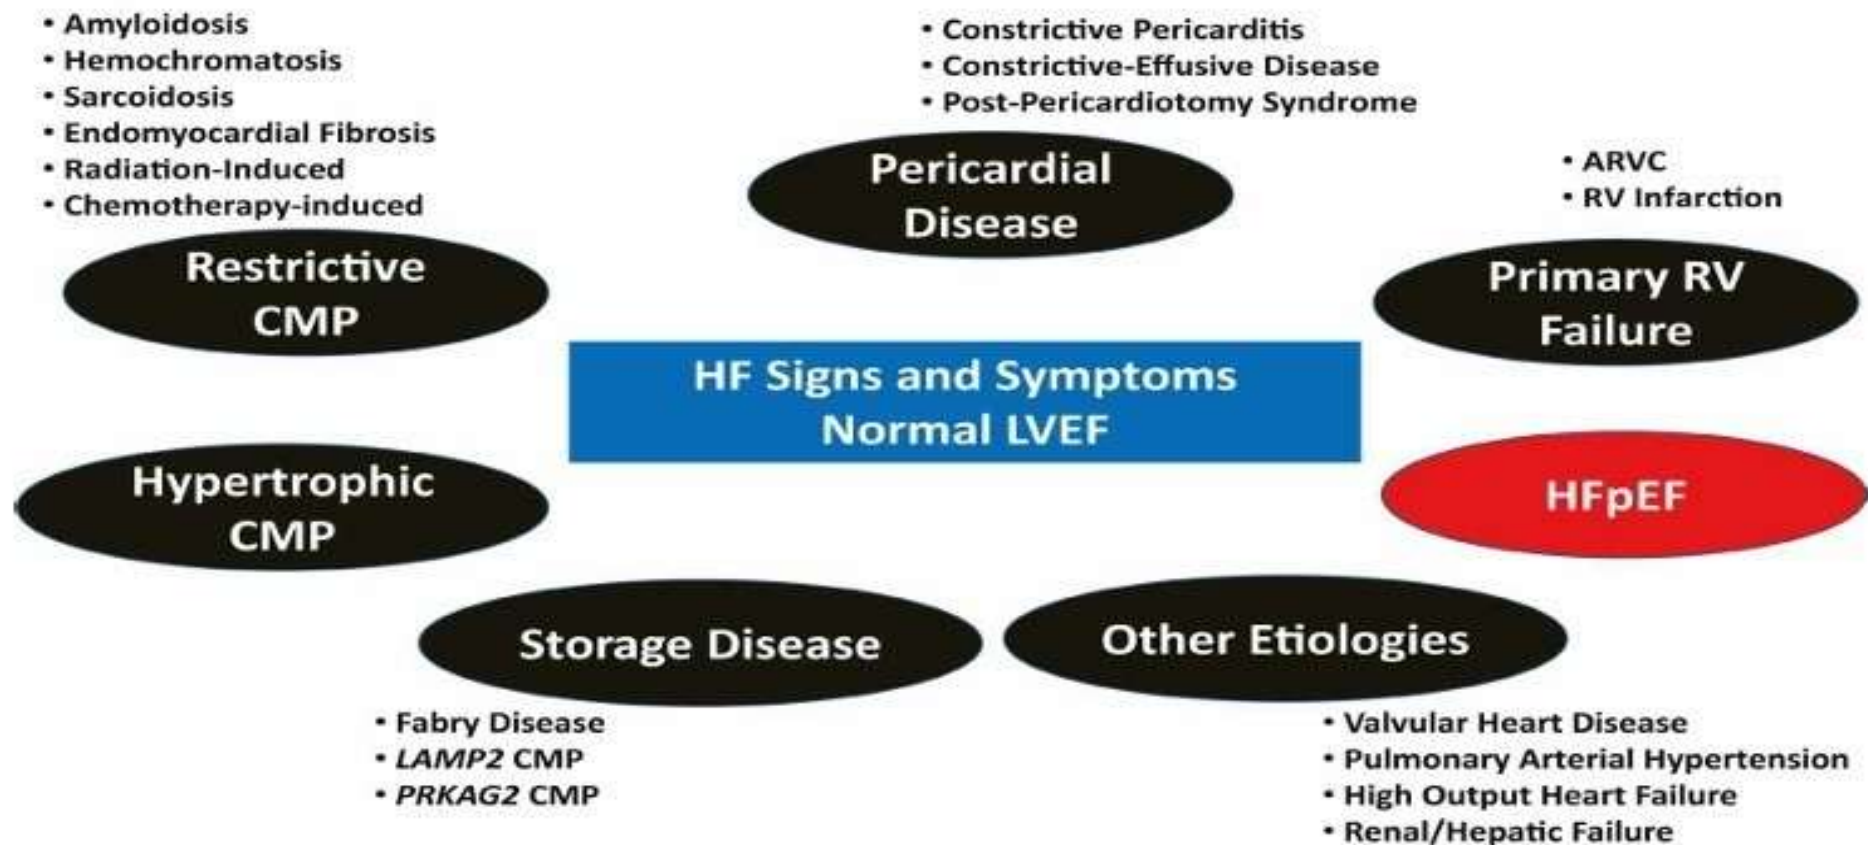 • Amyloidosis
• Hemochromatosis
• Sarcoidosis
• Endomyocardial Fibrosis
• Radiation-Induced
• Chemotherapy-induced
Restrictive
CMP
• Constrictive Pericarditis
• Constrictive-Effusive Disease
• Post-Pericardiotomy Syndrome
Pericardial
Disease
• ARVC
• RV Infarction
Primary RV
Failure
HF Signs and Symptoms
Normal LVEF
Hypertrophic
CMP
HFpEF
Storage Disease
• Fabry Disease
• LAMP2 CMP
• PRKAG2 CMP
Other Etiologies
• Valvular Heart Disease
• Pulmonary Arterial Hypertension
• High Output Heart Failure
• Renal/Hepatic Failure